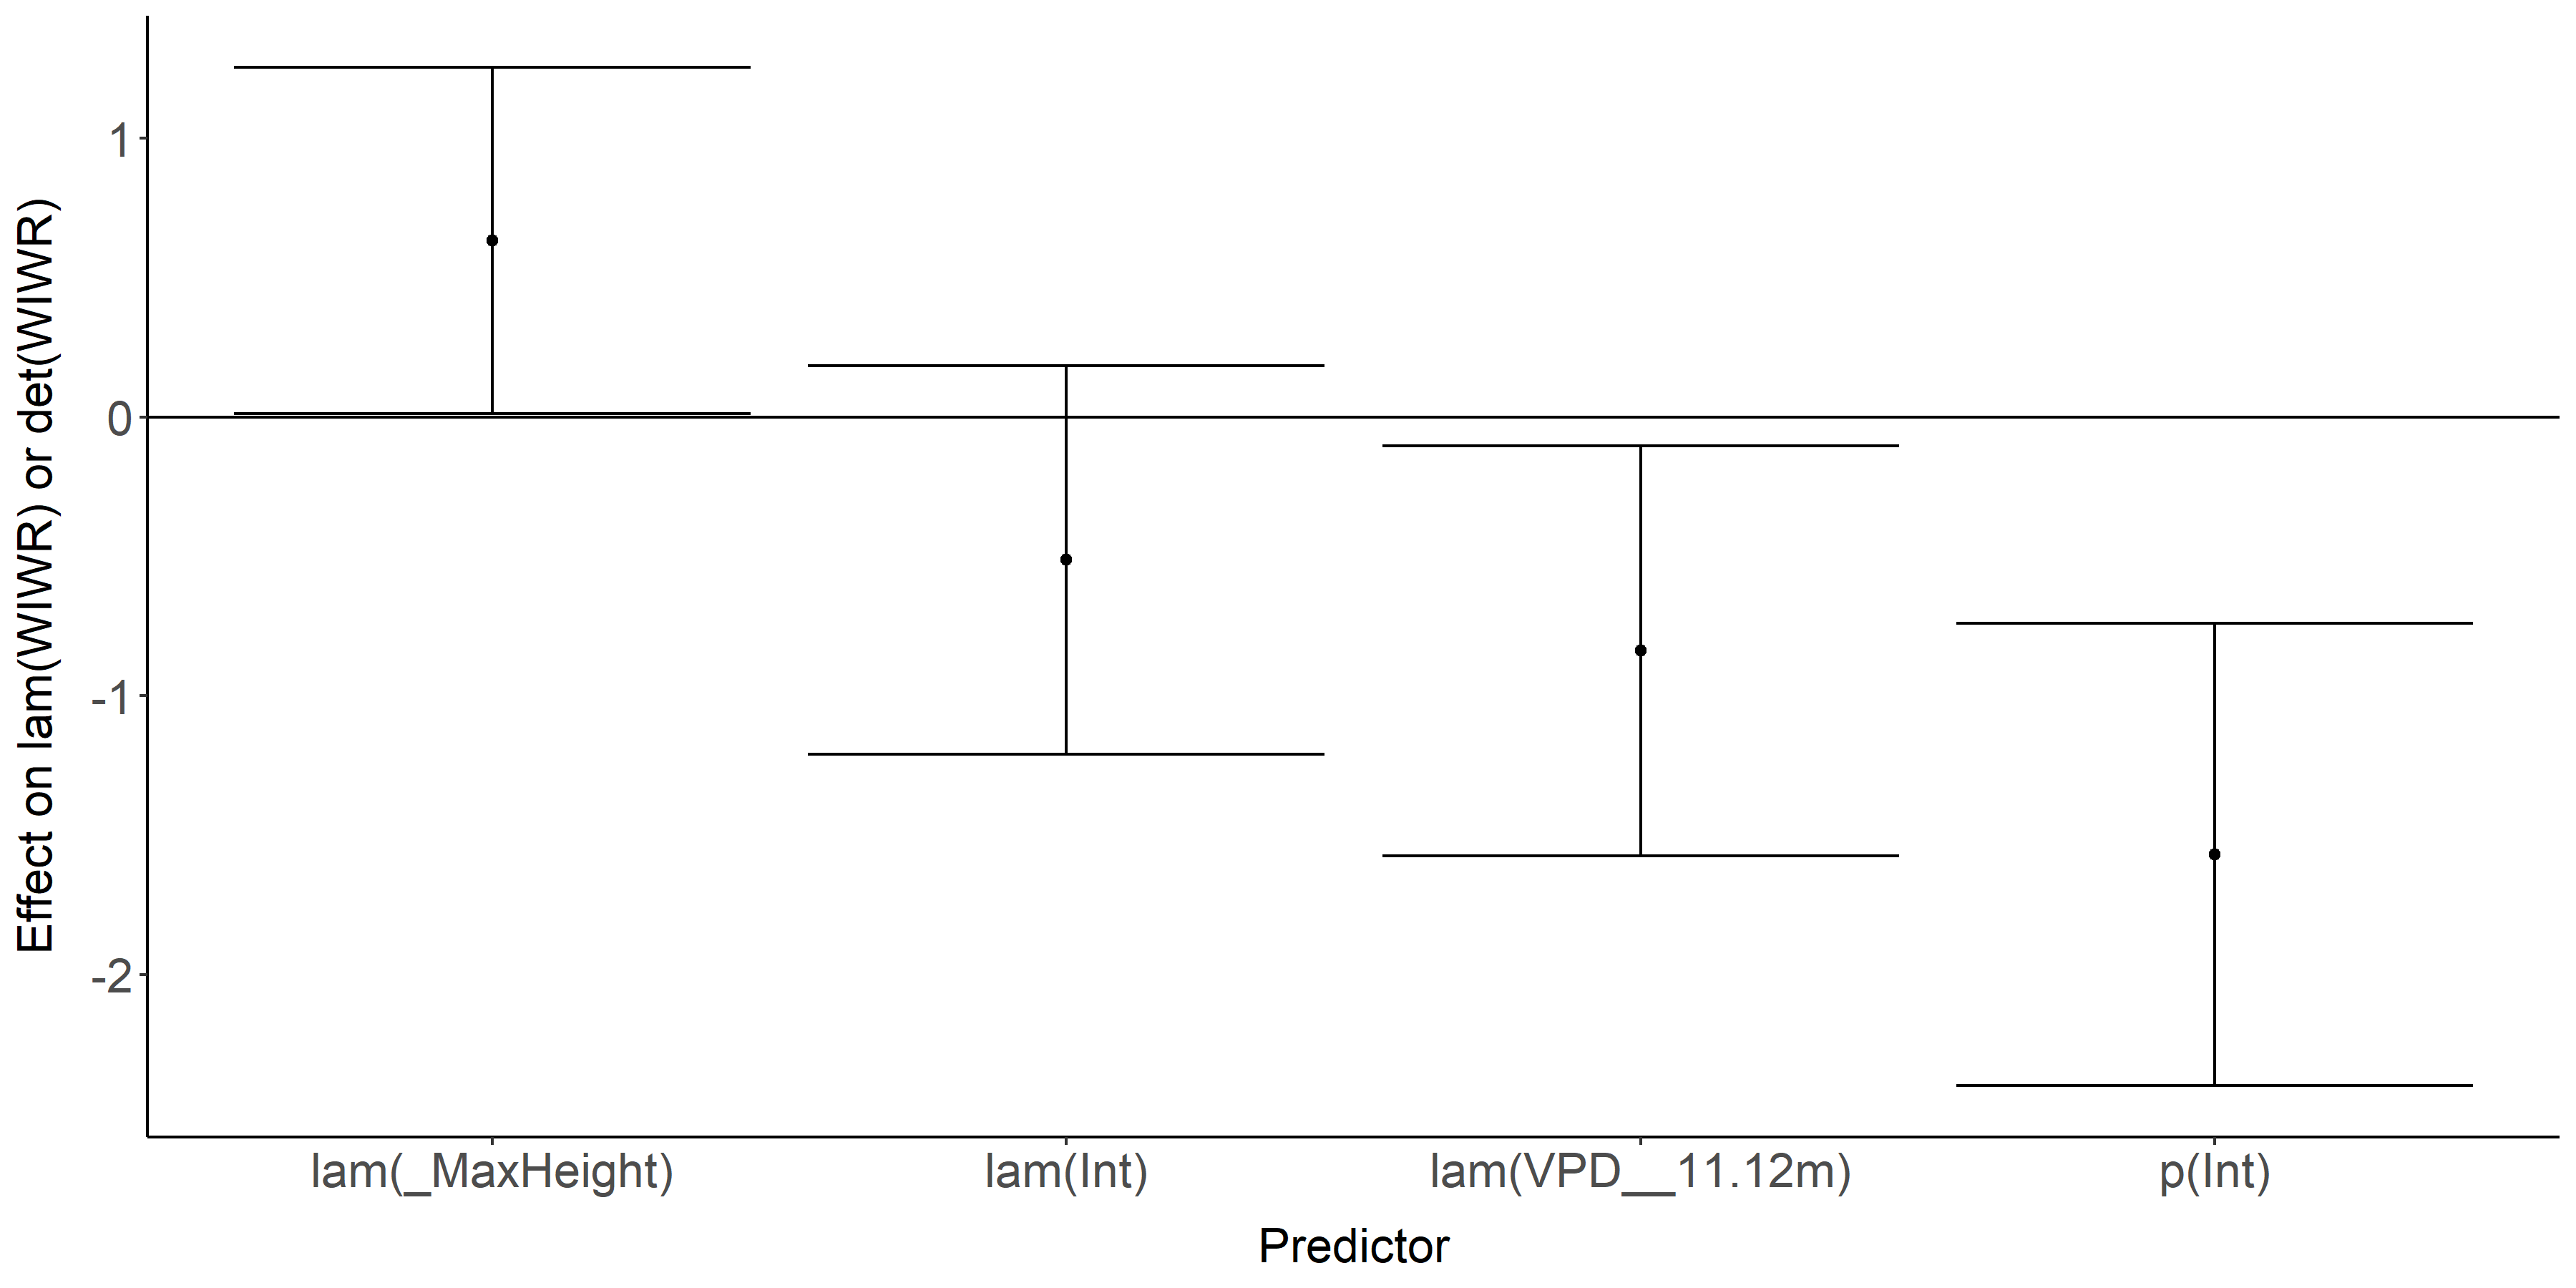 Effect on lam(WIWR) or det(WIWR)
1
0
-1
-2
lam(_MaxHeight)
lam(Int)
lam(VPD__11.12m)
p(Int)
Predictor